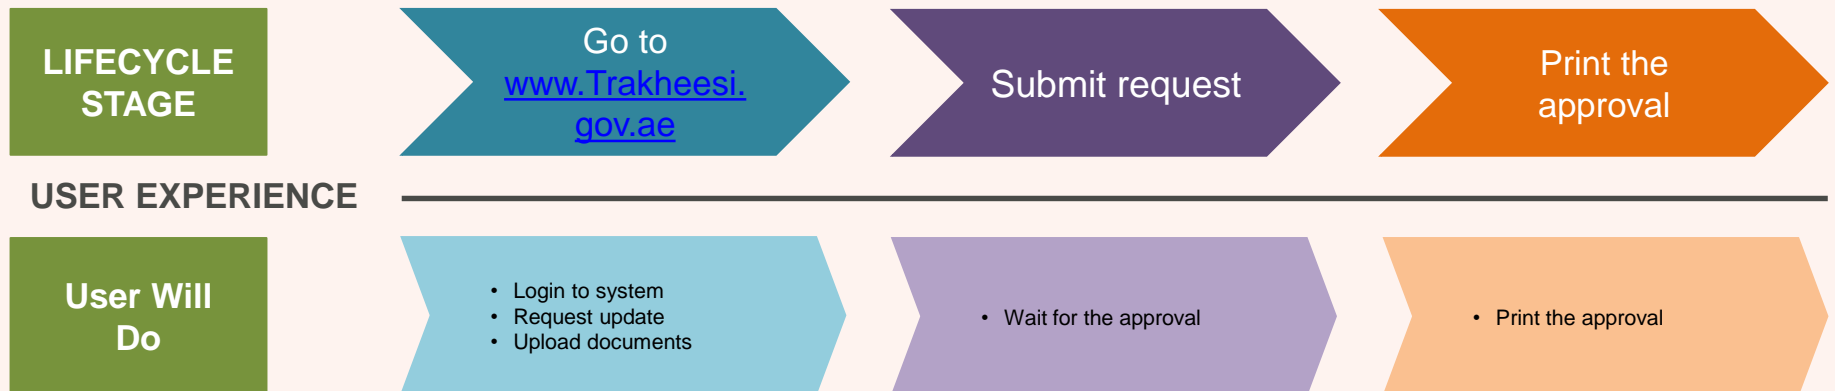 LIFECYCLE
STAGE
Go to
www.Trakheesi.
gov.ae
Submit request
Print the
approval
USER EXPERIENCE
User Will
Do
• Login to system
• Request update
• Upload documents
• Wait for the approval
• Print the approval